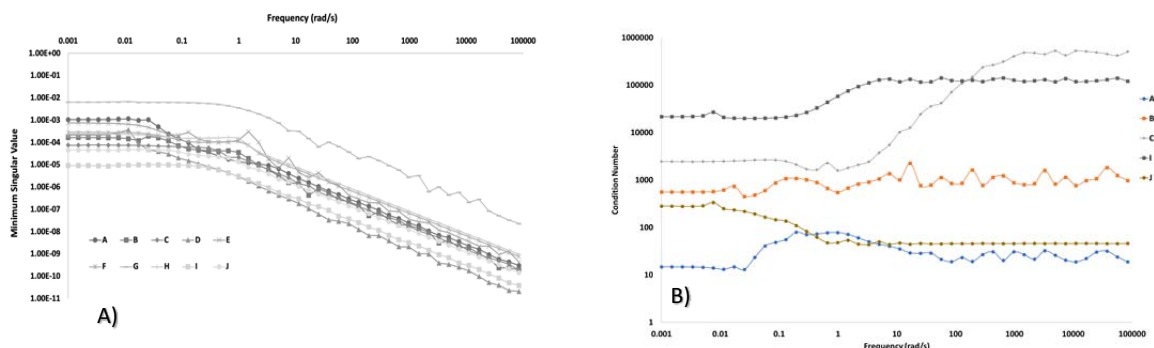 Frequency (rad/s)
0.001 0.01 0.1 1 10 100 1000 10000 100000
1.00E+00
1.00E-01
1.00E-02
1.00E-03
1.00E-04
1.00E-05
1.00E-06
1.00E-07
1.00E-08
1.00E-09
1.00E-10
1.00E-11
Minimum Singular Value
A B C D E
F G H I J
A)
1000000
100000
10000
1000
100
10
1
Condition Number
A
B
C
I
J
B)
0.001 0.01 0.1 1 10 100 1000 10000 100000
Frequency (rad/s)